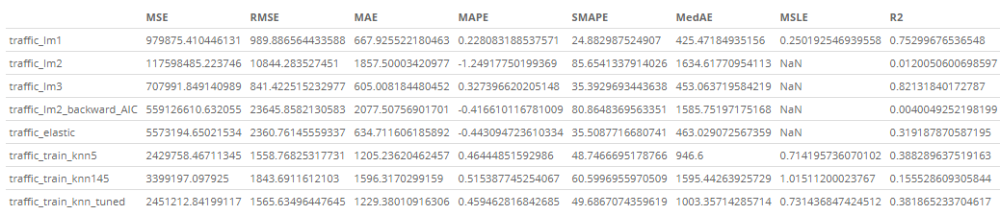 MSE RMSE MAE MAPE SMAPE MedAE MSLE R2
traffic_lm1 979875.410446131 989.886564433588 667.925522180463 0.228083188537571 24.882987524907 425.47184935156 0.250192546939558 0.75299676536548
traffic_lm2 117598485.223746 10844.283527451 1857.50003420977 -1.24917750199369 85.6541337914026 1634.61770954113 NaN 0.0120050600698597
traffic_lm3 707991.849140989 841.422515232977 605.008184480452 0.327396620205148 35.3929693443638 453.063719584219 NaN 0.82131840172787
traffic_lm2_backward_AIC 559126610.632055 23645.8582130583 2077.50756901701 -0.416610116781009 80.8648369563351 1585.75197175168 NaN 0.0040049252198199
traffic_elastic 5573194.65021534 2360.76145559337 634.711606185892 -0.443094723610334 35.5087716680741 463.029072567359 NaN 0.319187870587195
traffic_train_knn5 2429758.46711345 1558.76825317731 1205.23620462457 0.46444851592986 48.7466695178766 946.6 0.714195736070102 0.388289637519163
traffic_train_knn145 3399197.097925 1843.6911612103 1596.3170299159 0.515387745254067 60.5996955970509 1595.44263925729 1.01511200023767 0.155528609305844
traffic_train_knn_tuned 2451212.84199117 1565.63496447645 1229.38010916306 0.459462816842685 49.6867074359619 1003.35714285714 0.731436847424512 0.381865233704617